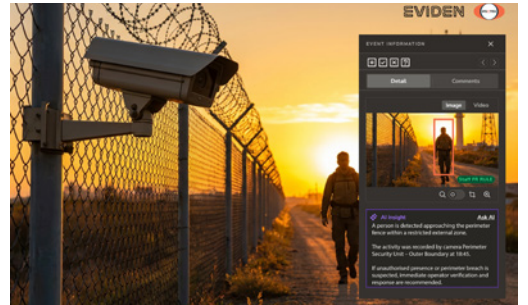 EVIDEN
EVENT INFORMATION
Detail
Comments
Image
Video
AI Insight
Ask AI
A person is detected approaching the perimeter
fence within a restricted external zone.
The activity was recorded by camera Perimeter
Security Unit – Outer Boundary at 18:45.
If unauthorised presence or perimeter breach is
suspected, immediate operator verification and
response are recommended.